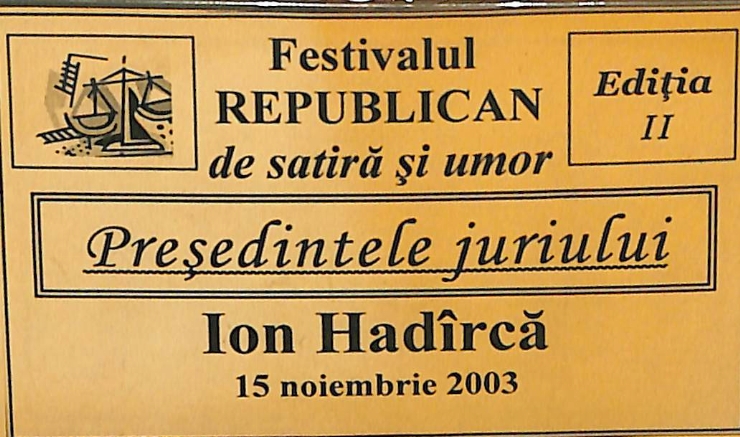 Festivalul
REPUBLICAN
de satiră şi umor
Ediţia
II
Preşedintele juriului
Ion Hadîrcă
15 noiembrie 2003